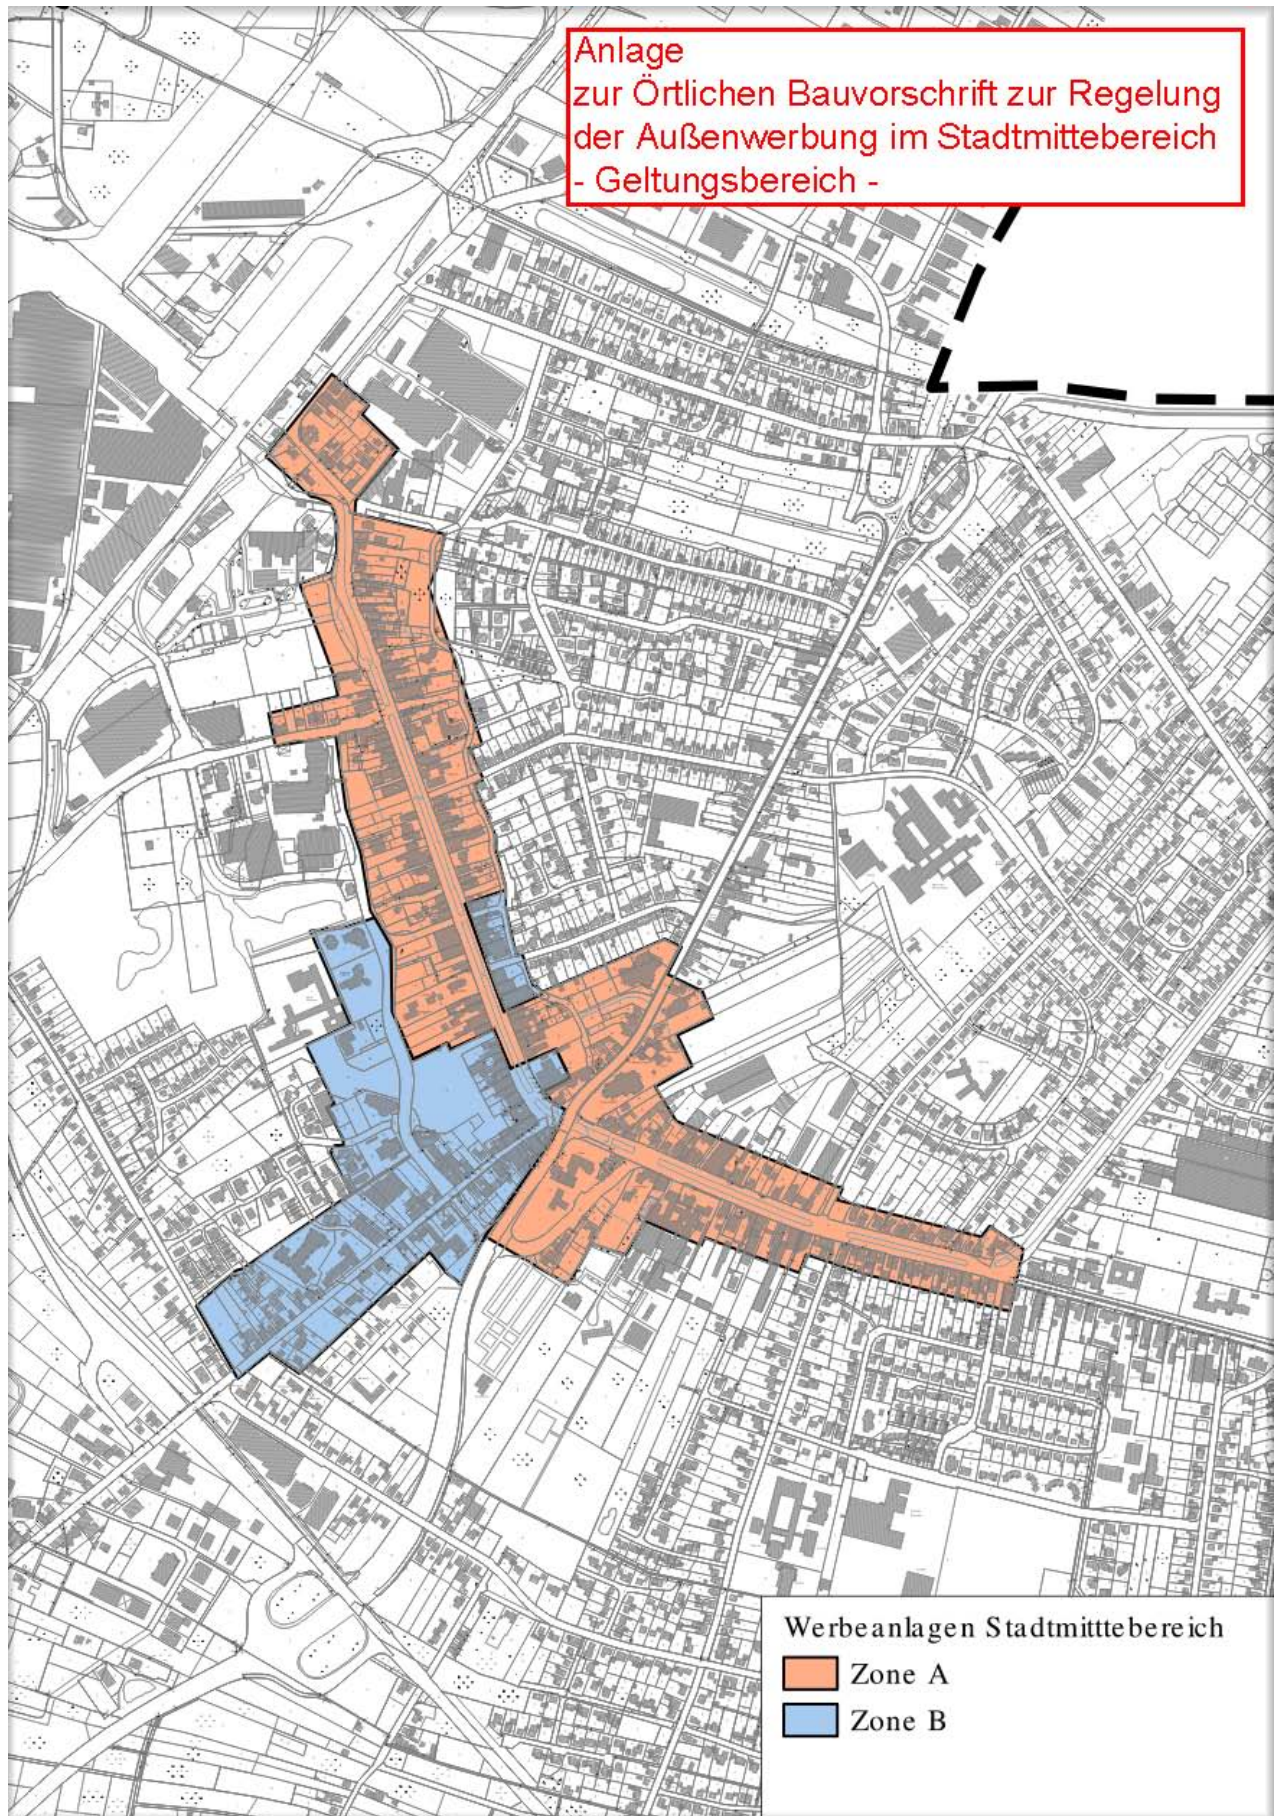 Anlage
zur Örtlichen Bauvorschrift zur Regelung
der Außenwerbung im Stadtmittebereich
- Geltungsbereich -
Werbeanlagen Stadtmitttebereich
Zone A
Zone B